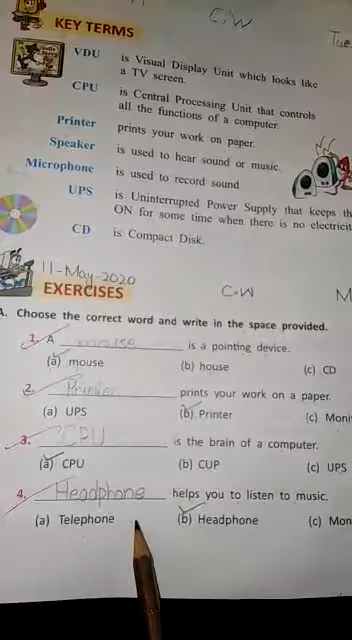 C/W
KEY TERMS
Tue
VDU is Visual Display Unit which looks like
a TV screen.
CPU is Central Processing Unit that controls
all the functions of a computer.
Printer prints your work on paper.
Speaker is used to hear sound or music.
Microphone is used to record sound
UPS is Uninterrupted Power Supply that keeps th
ON for some time when there is no electricit
CD is Compact Disk.
11-May-2020
EXERCISES
C-W
M
A. Choose the correct word and write in the space provided.
1. A mouse is a pointing device.
(a) mouse (b) house (c) CD
2. Printer prints your work on a paper.
(a) UPS (b) Printer (c) Moni
3. CPU is the brain of a computer.
(a) CPU (b) CUP (c) UPS
4. Headphone helps you to listen to music.
(a) Telephone (b) Headphone (c) Mon